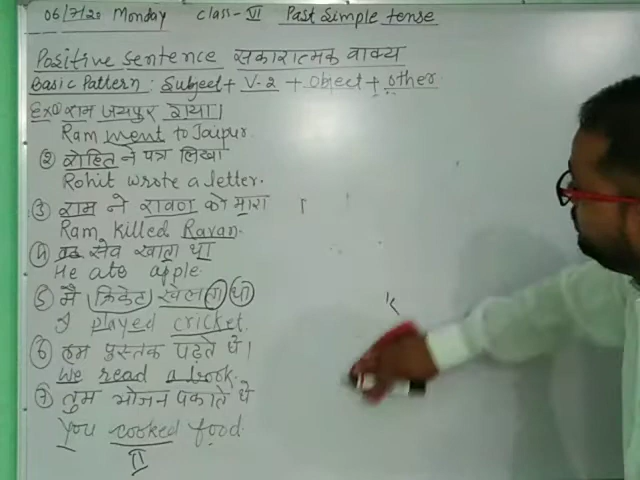 06/7/20 Monday class-VI Past Simple tense
Positive sentence सकारात्मक वाक्य
Basic Pattern: Subject + V-2 + Object + other
Ex① राम जयपुर गया।
Ram went to Jaipur.
② रोहित ने पत्र लिखा
Rohit wrote a letter.
③ राम ने रावण को मारा
Ram killed Ravan.
④ वह सेव खाता था
He ate apple.
⑤ मैं क्रिकेट खेलता था
I played cricket.
⑥ हम पुस्तक पढ़ते थे।
We read a book.
⑦ तुम भोजन पकाते थे
You cooked food.
II